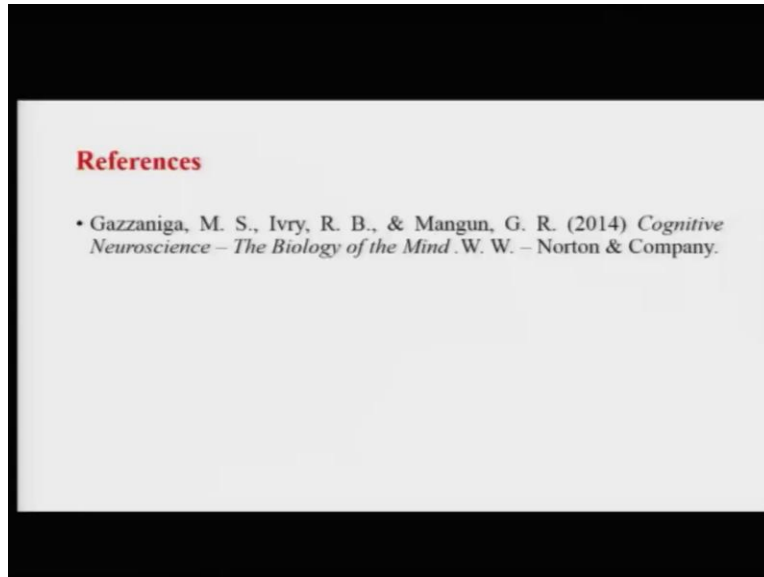 References
• Gazzaniga, M. S., Ivry, R. B., & Mangun, G. R. (2014) Cognitive
Neuroscience – The Biology of the Mind . W. W. – Norton & Company.